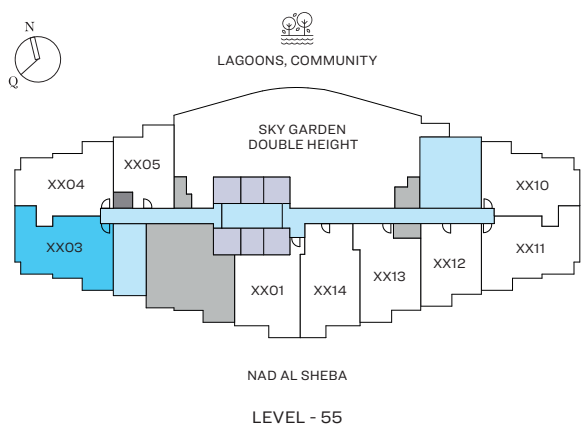 N
Q
LAGOONS, COMMUNITY
SKY GARDEN
DOUBLE HEIGHT
XX05
XX04
XX10
XX03
XX11
XX12
XX13
XX01
XX14
NAD AL SHEBA
LEVEL - 55